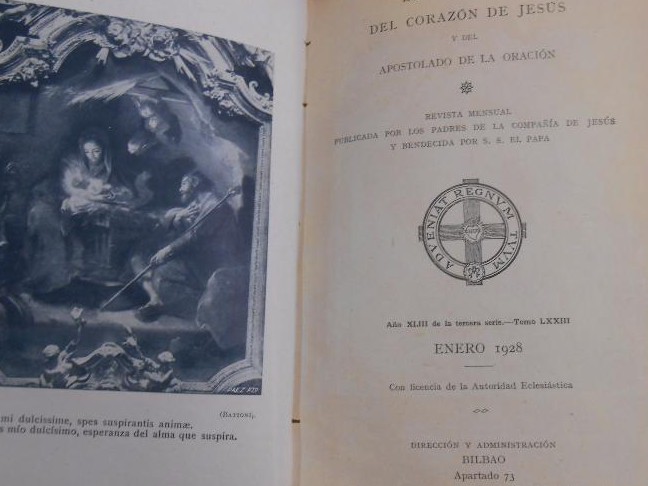 PAEZ FOT
(BATTONI).
mi dulcissime, spes suspirantis animæ.
s mío dulcísimo, esperanza del alma que suspira.
DEL CORAZÓN DE JESÚS
Y DEL
APOSTOLADO DE LA ORACIÓN
REVISTA MENSUAL
PUBLICADA POR LOS PADRES DE LA COMPAÑÍA DE JESÚS
Y BENDECIDA POR S. S. EL PAPA
ADVENIAT REGNVM TVVM
Año XLIII de la tercera serie.—Tomo LXXIII
ENERO 1928
Con licencia de la Autoridad Eclesiástica
DIRECCIÓN Y ADMINISTRACIÓN
BILBAO
Apartado 73